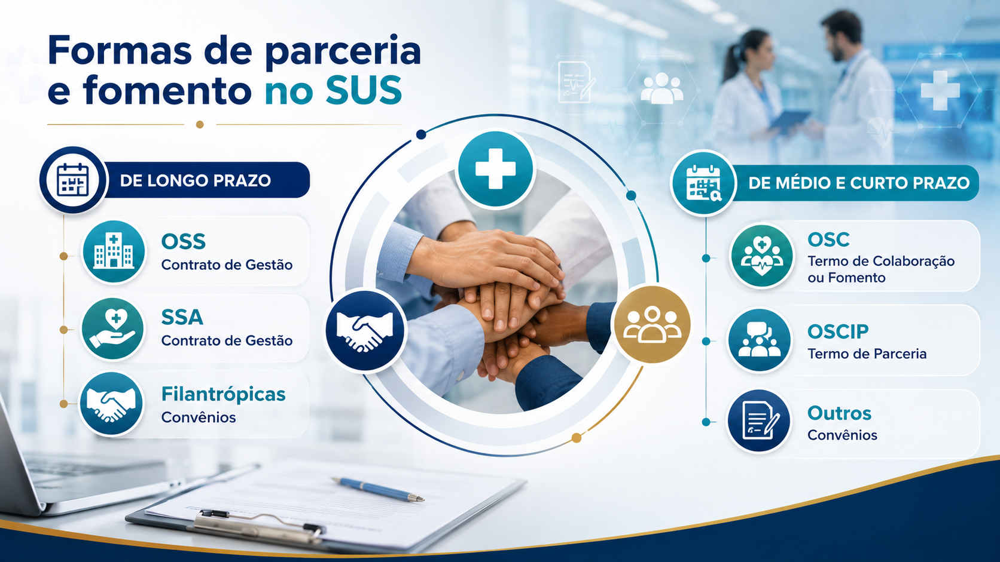 Formas de parceria
e fomento no SUS
DE LONGO PRAZO
OSS
Contrato de Gestão
SSA
Contrato de Gestão
Filantrópicas
Convênios
DE MÉDIO E CURTO PRAZO
OSC
Termo de Colaboração
ou Fomento
OSCIP
Termo de Parceria
Outros
Convênios